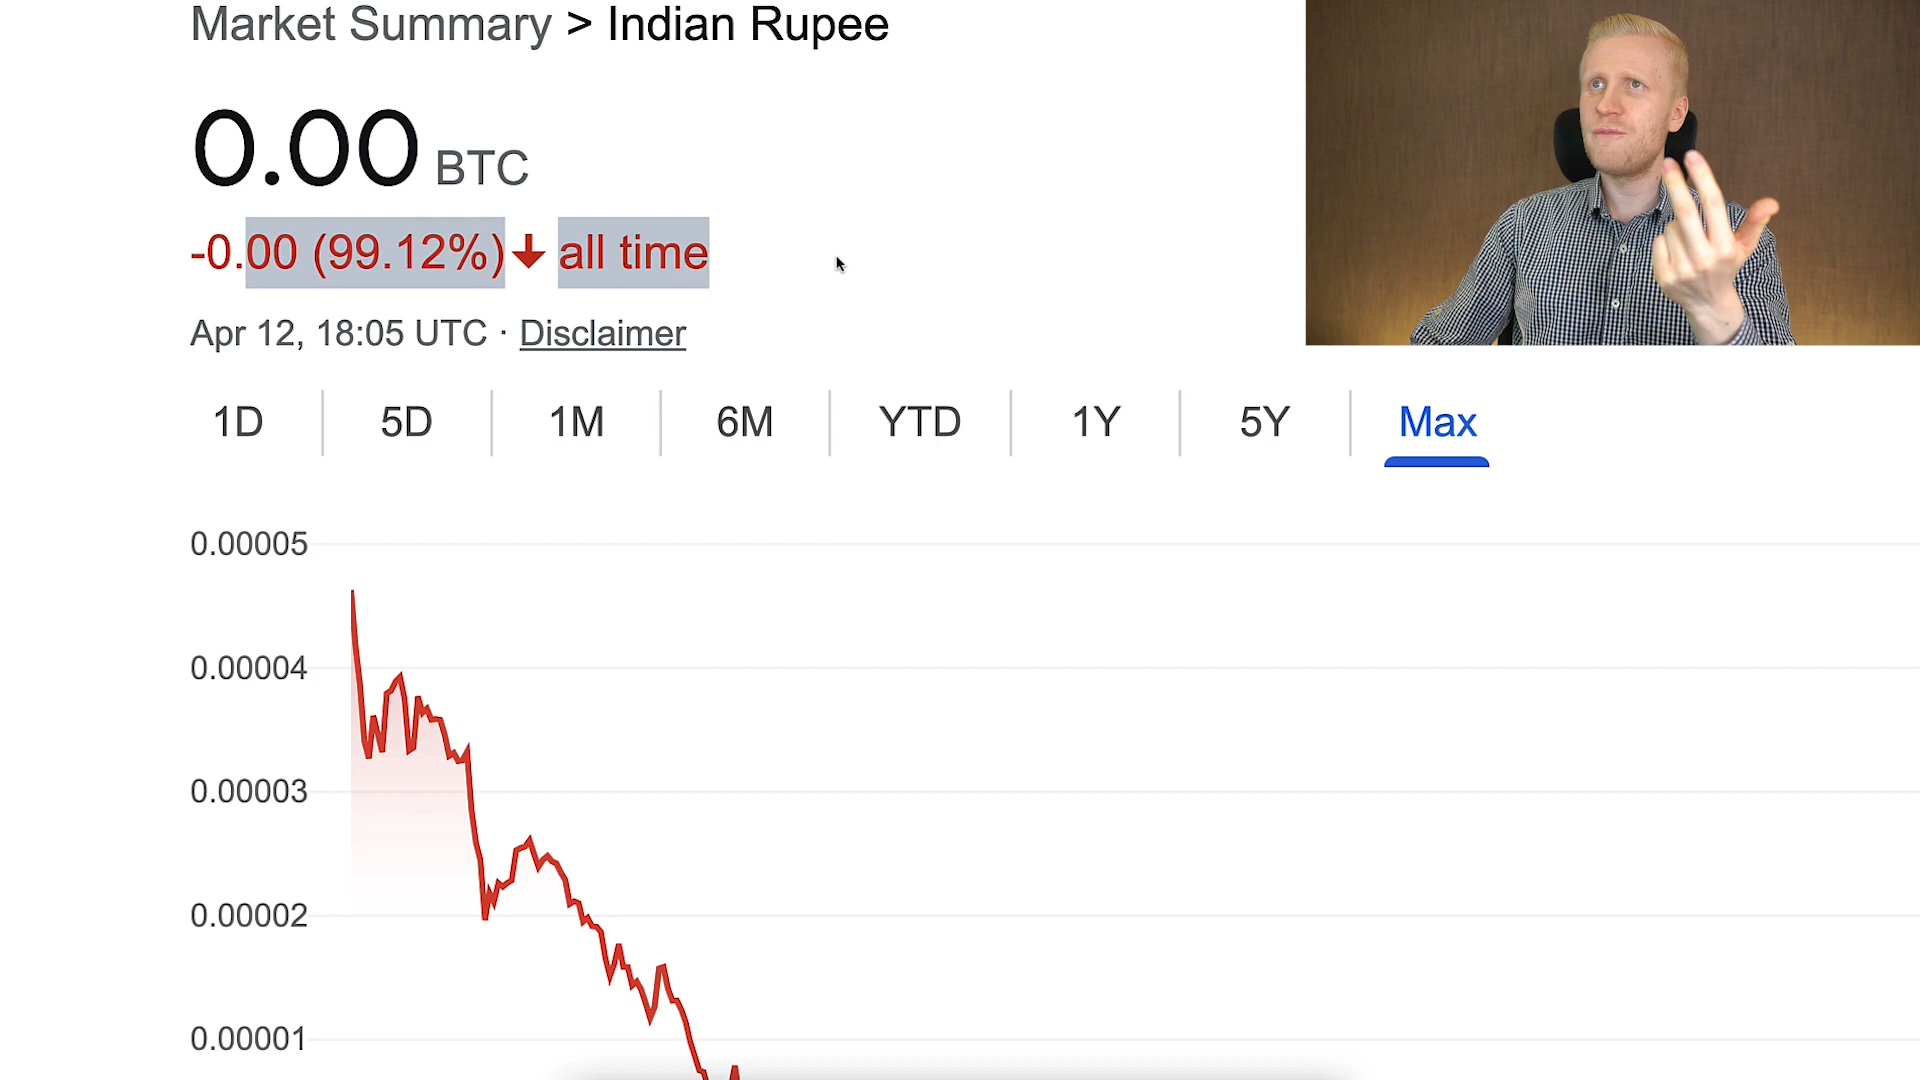 Market Summary > Indian Rupee
0.00 BTC
-0.00 (99.12%) ↓ all time
Apr 12, 18:05 UTC · Disclaimer
1D 5D 1M 6M YTD 1Y 5Y Max
0.00005
0.00004
0.00003
0.00002
0.00001